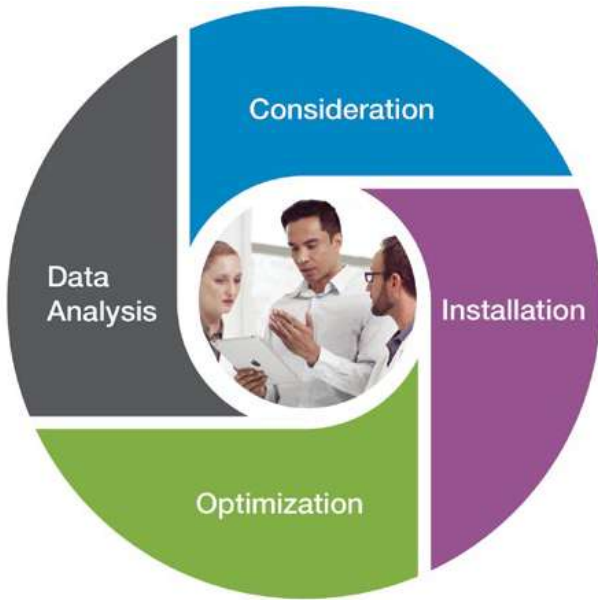 Consideration
Installation
Optimization
Data
Analysis